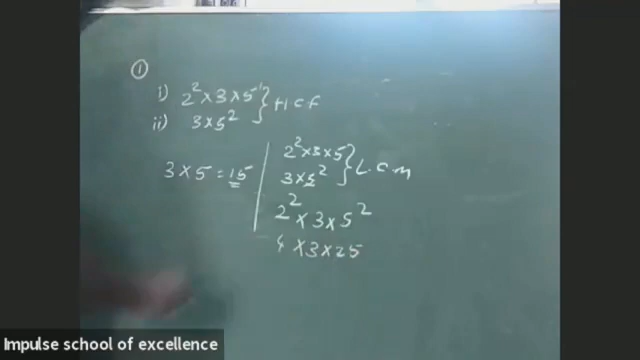 ①
i) 2² × 3 × 5¹ } H C F
ii) 3 × 5²
3 × 5 = 15
2² × 3 × 5 } L.C.M
3 × 5²
2² × 3 × 5²
4 × 3 × 25
Impulse school of excellence